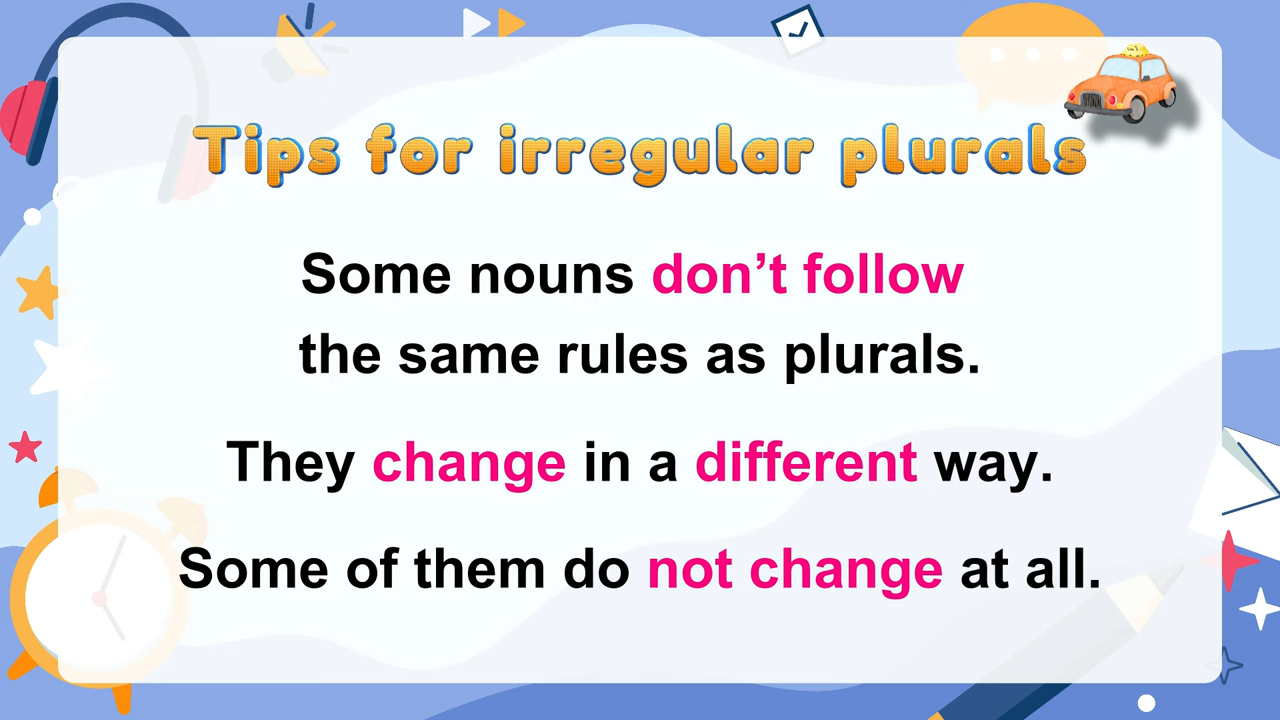 Tips for irregular plurals
Some nouns don’t follow
the same rules as plurals.
They change in a different way.
Some of them do not change at all.